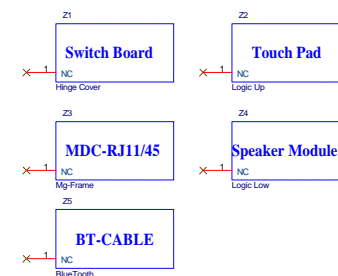 Z1
Switch Board
1
NC
Hinge Cover
Z2
Touch Pad
1
NC
Logic Up
Z3
MDC-RJ11/45
1
NC
Mg-Frame
Z4
Speaker Module
1
NC
Logic Low
Z5
BT-CABLE
1
NC
BlueTooth